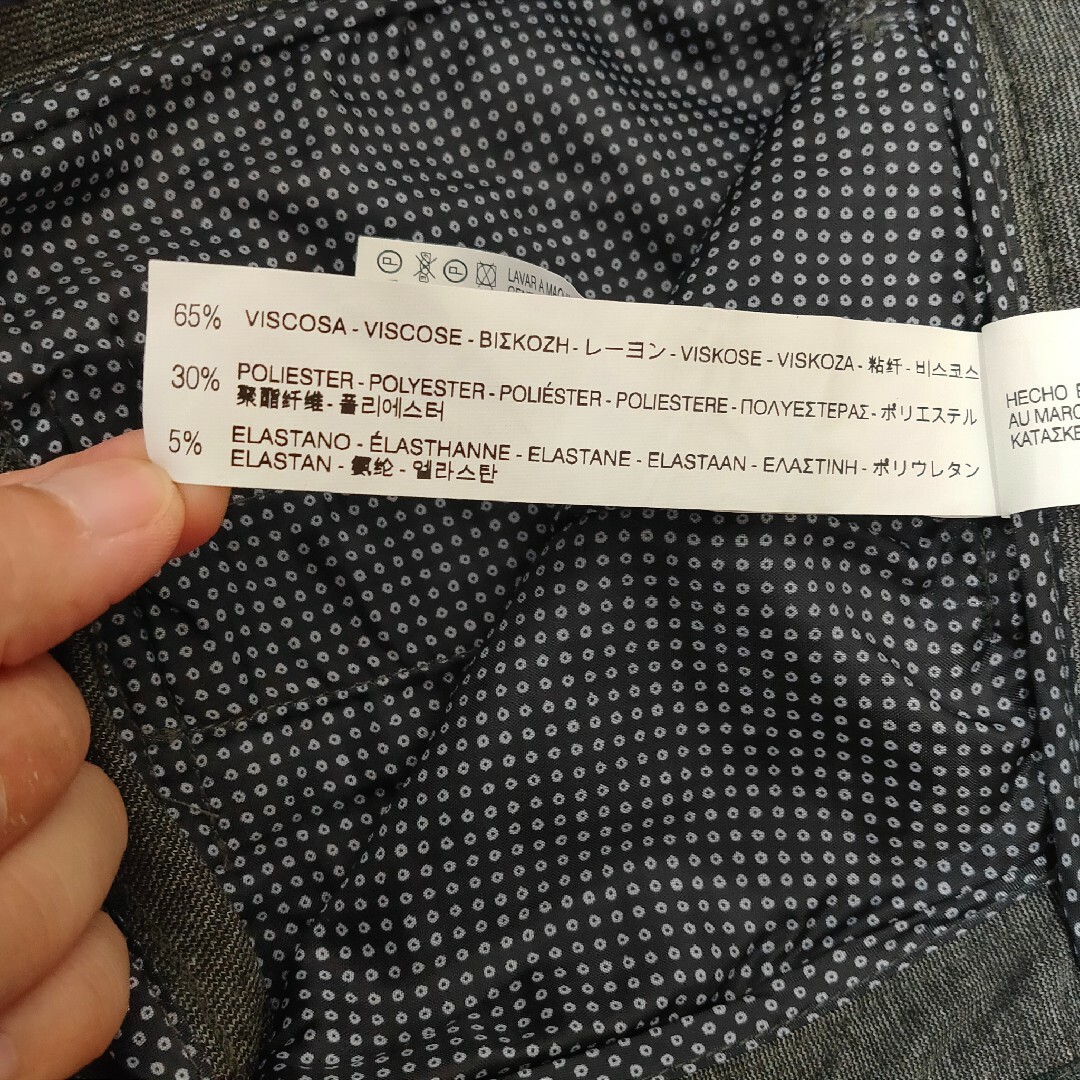 LAVAR A
65% VISCOSA - VISCOSE - ΒΙΣΚΟΖΗ - レーヨン - VISKOSE - VISKOZA - 粘纤 - 비스코스
30% POLIESTER - POLYESTER - POLIÉSTER - POLIESTERE - ΠΟΛΥΕΣΤΕΡΑΣ - ポリエステル
聚酯纤维 - 폴리에스터
5% ELASTANO - ÉLASTHANNE - ELASTANE - ELASTAAN - ΕΛΑΣΤΙΝΗ - ポリウレタン
ELASTAN - 氨纶 - 엘라스탄
HECHO
AU